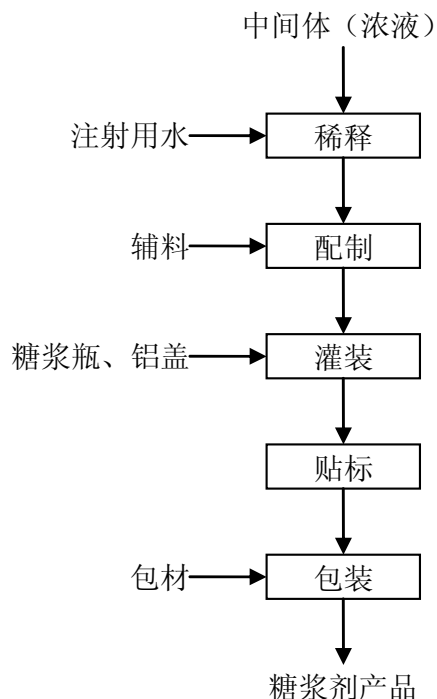 中间体（浓液）
注射用水
稀释
辅料
配制
糖浆瓶、铝盖
灌装
贴标
包材
包装
糖浆剂产品